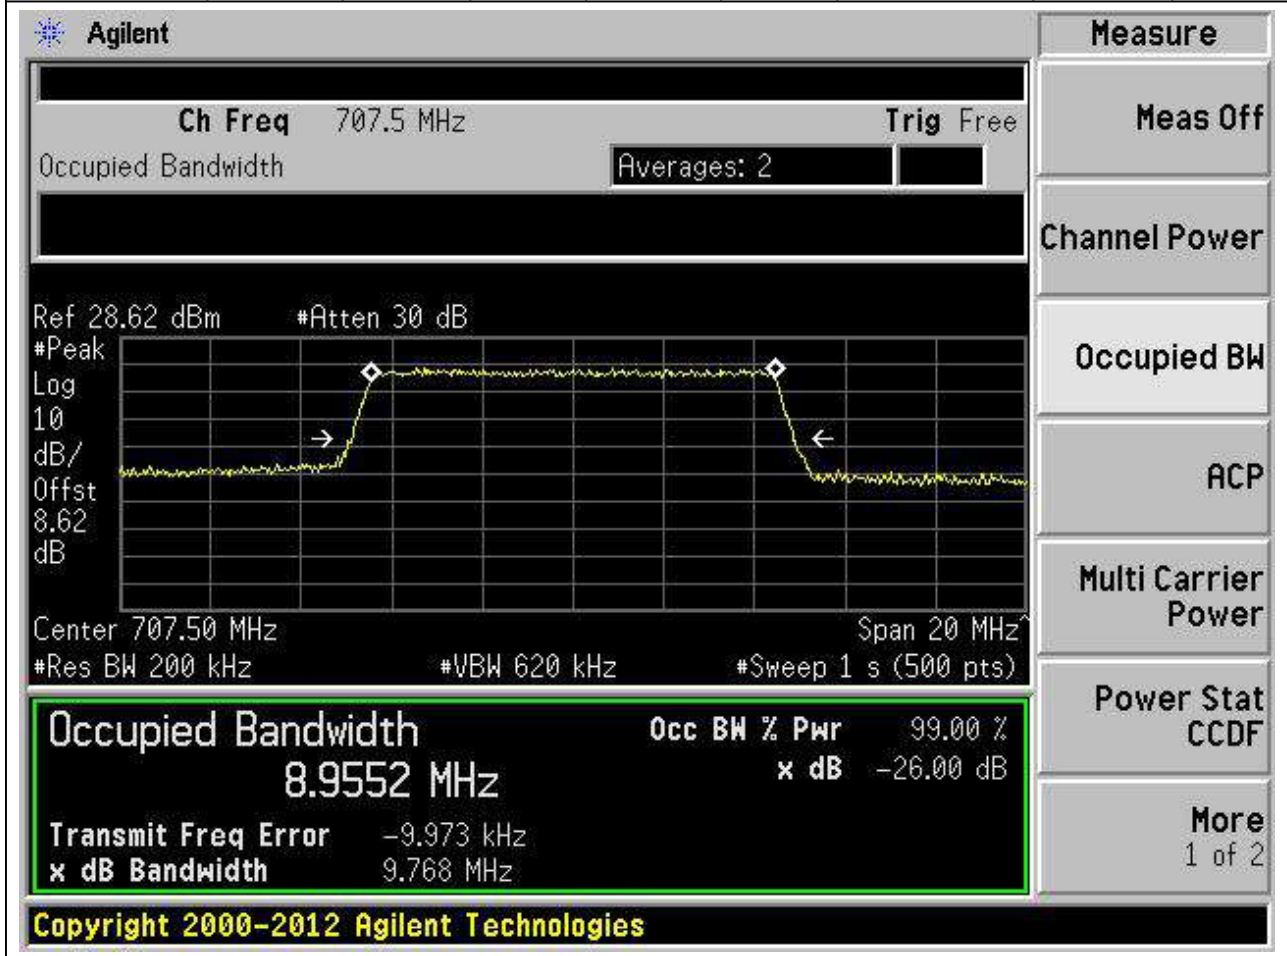 Agilent
Measure
Ch Freq 707.5 MHz Trig Free
Occupied Bandwidth Averages: 2
Meas Off
Channel Power
Occupied BW
ACP
Multi Carrier
Power
Power Stat
CCDF
More
1 of 2
Ref 28.62 dBm #Atten 30 dB
#Peak
Log
10
dB/
Offst
8.62
dB
Center 707.50 MHz Span 20 MHz^
#Res BW 200 kHz #VBW 620 kHz #Sweep 1 s (500 pts)
Occupied Bandwidth Occ BW % Pwr 99.00 %
8.9552 MHz x dB -26.00 dB
Transmit Freq Error -9.973 kHz
x dB Bandwidth 9.768 MHz
Copyright 2000-2012 Agilent Technologies